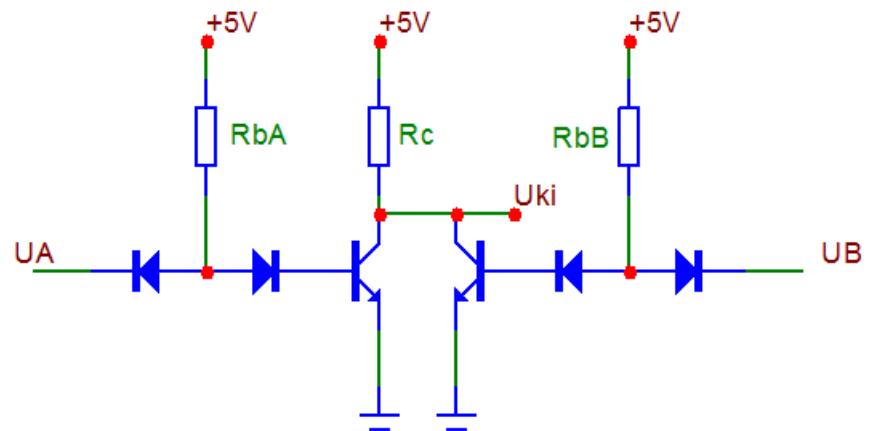 +5V +5V +5V
RbA Rc RbB
Uki
UA UB